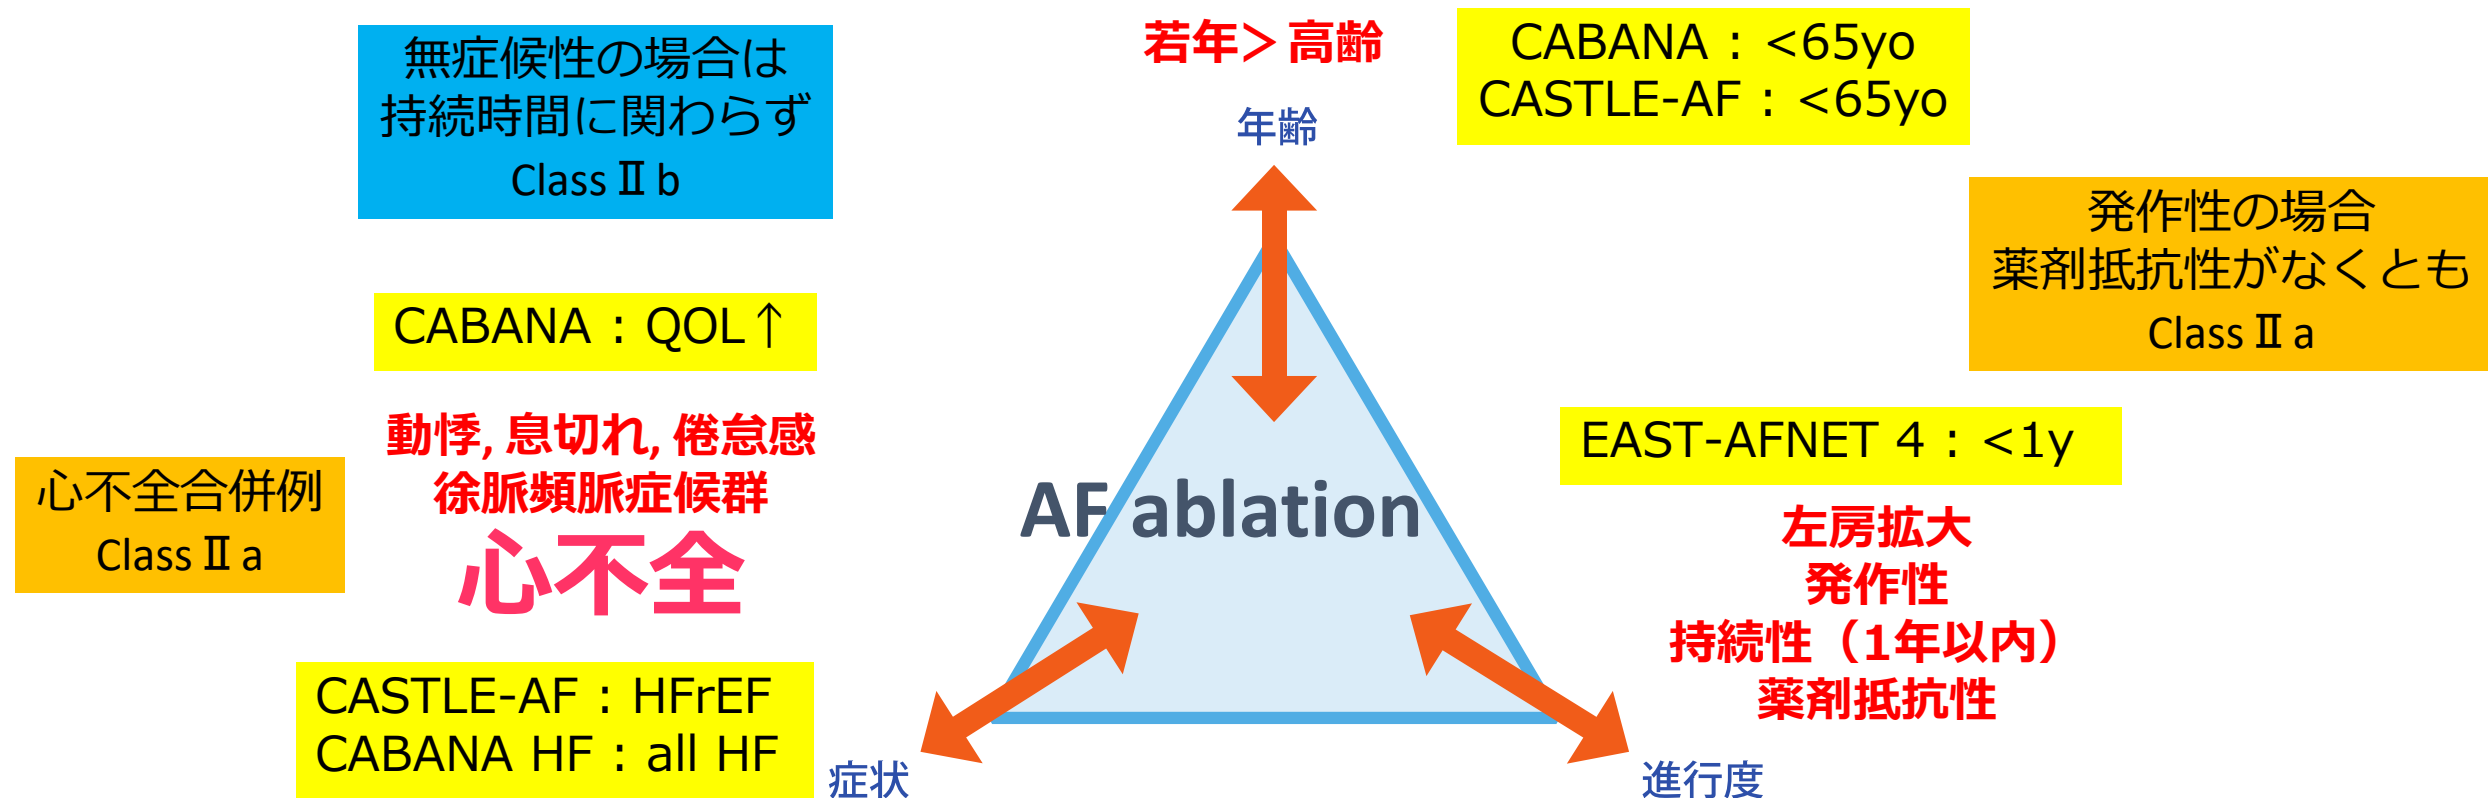 無症候性の場合は
持続時間に関わらず
Class Ⅱ b
若年＞高齢
年齢
CABANA：<65yo
CASTLE-AF：<65yo
発作性の場合
薬剤抵抗性がなくとも
Class Ⅱ a
CABANA：QOL↑
動悸, 息切れ, 倦怠感
徐脈頻脈症候群
心不全
心不全合併例
Class Ⅱ a
CASTLE-AF：HFrEF
CABANA HF：all HF
症状
AF ablation
EAST-AFNET 4：<1y
左房拡大
発作性
持続性（1年以内）
薬剤抵抗性
進行度